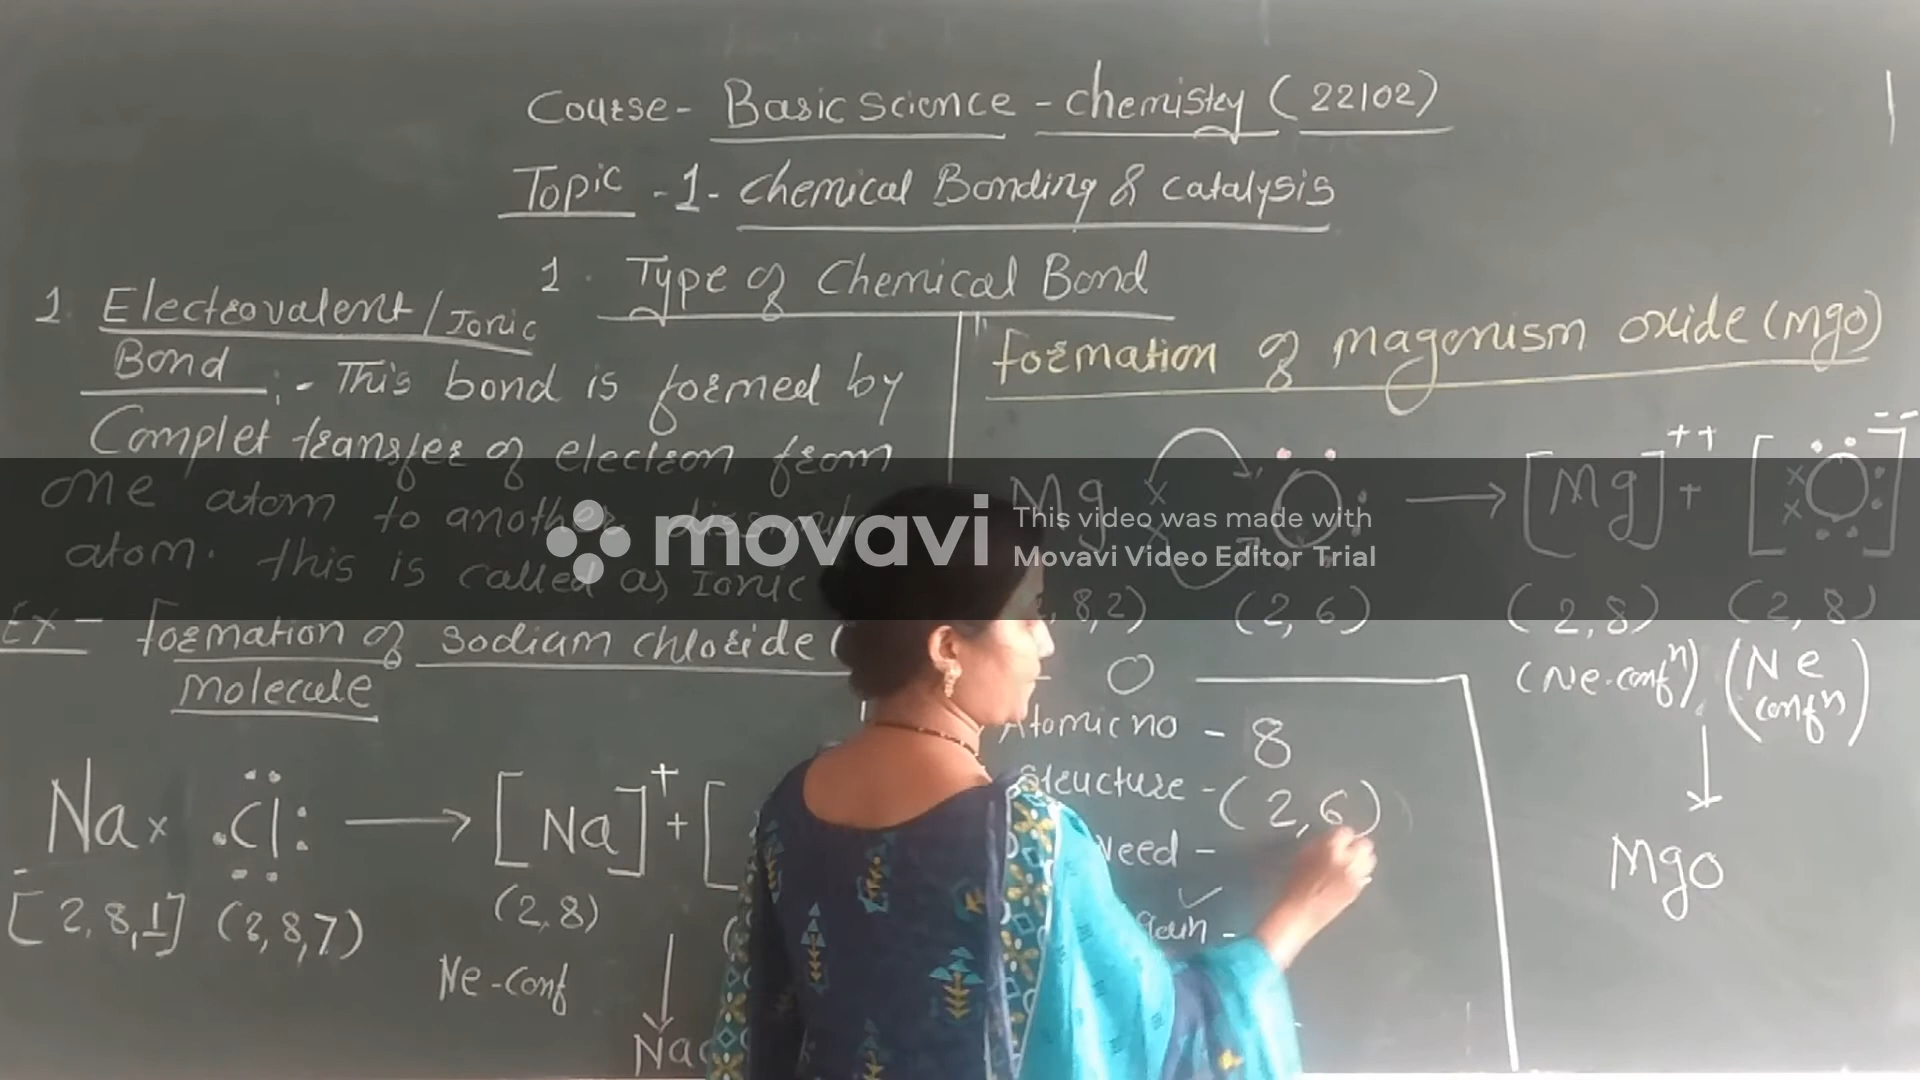 Course - Basic Science - chemistry (22102)
Topic - 1 - Chemical Bonding & catalysis
1. Type of Chemical Bond
1. Electrovalent / Ionic
Bond :- This bond is formed by
Complet transfer of electron from
one atom to another
atom. this is called as Ionic
Ex - Formation of Sodium chloride (
Molecule
Na x .Cl: → [Na]+ + [
[2,8,1] (2,8,7) (2,8)
Ne-conf
Na
formation of magenism oxide (mgo)
Mg O → [Mg]++ + [O]--
8,2) (2,6) (2,8) (2,8)
(Ne-confn) (Ne confn)
MgO
O
Atomic no - 8
Structure - (2,6)
Need -
movavi
This video was made with
Movavi Video Editor Trial